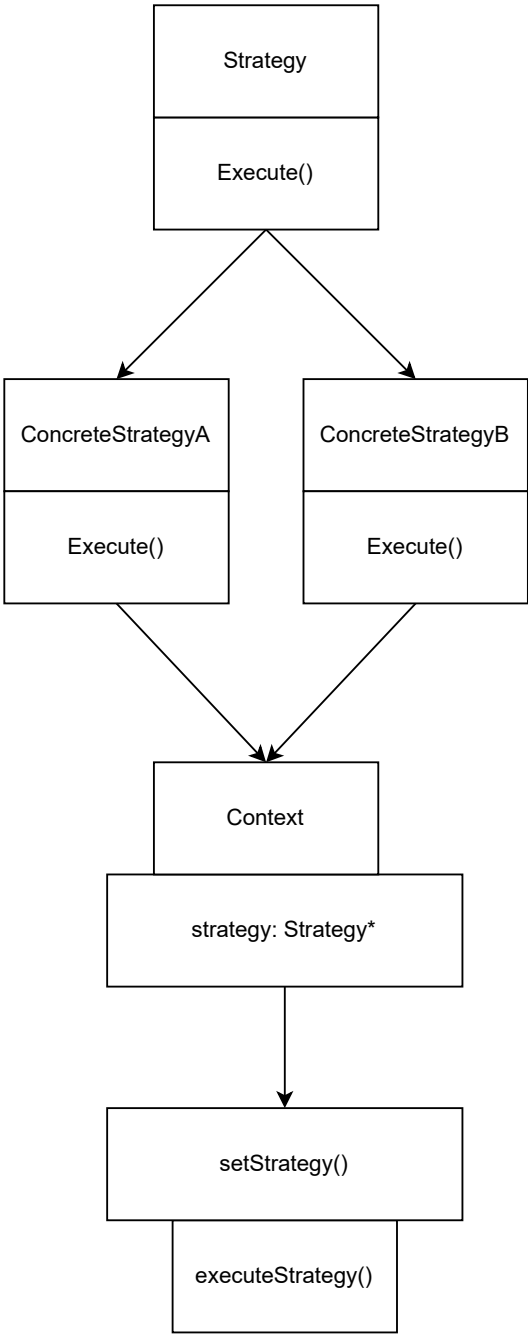 Strategy
Execute()
ConcreteStrategyA
ConcreteStrategyB
Execute()
Execute()
Context
strategy: Strategy*
setStrategy()
executeStrategy()